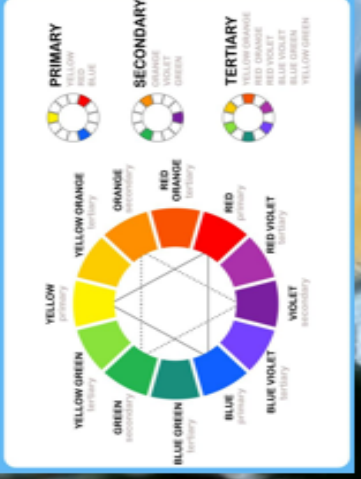 YELLOW
primary
YELLOW GREEN
tertiary
YELLOW ORANGE
tertiary
GREEN
secondary
ORANGE
secondary
BLUE GREEN
tertiary
RED
ORANGE
tertiary
BLUE
primary
RED
primary
BLUE VIOLET
tertiary
RED VIOLET
tertiary
VIOLET
secondary
PRIMARY
YELLOW
RED
BLUE
SECONDARY
ORANGE
VIOLET
GREEN
TERTIARY
YELLOW ORANGE
RED ORANGE
RED VIOLET
BLUE VIOLET
BLUE GREEN
YELLOW GREEN